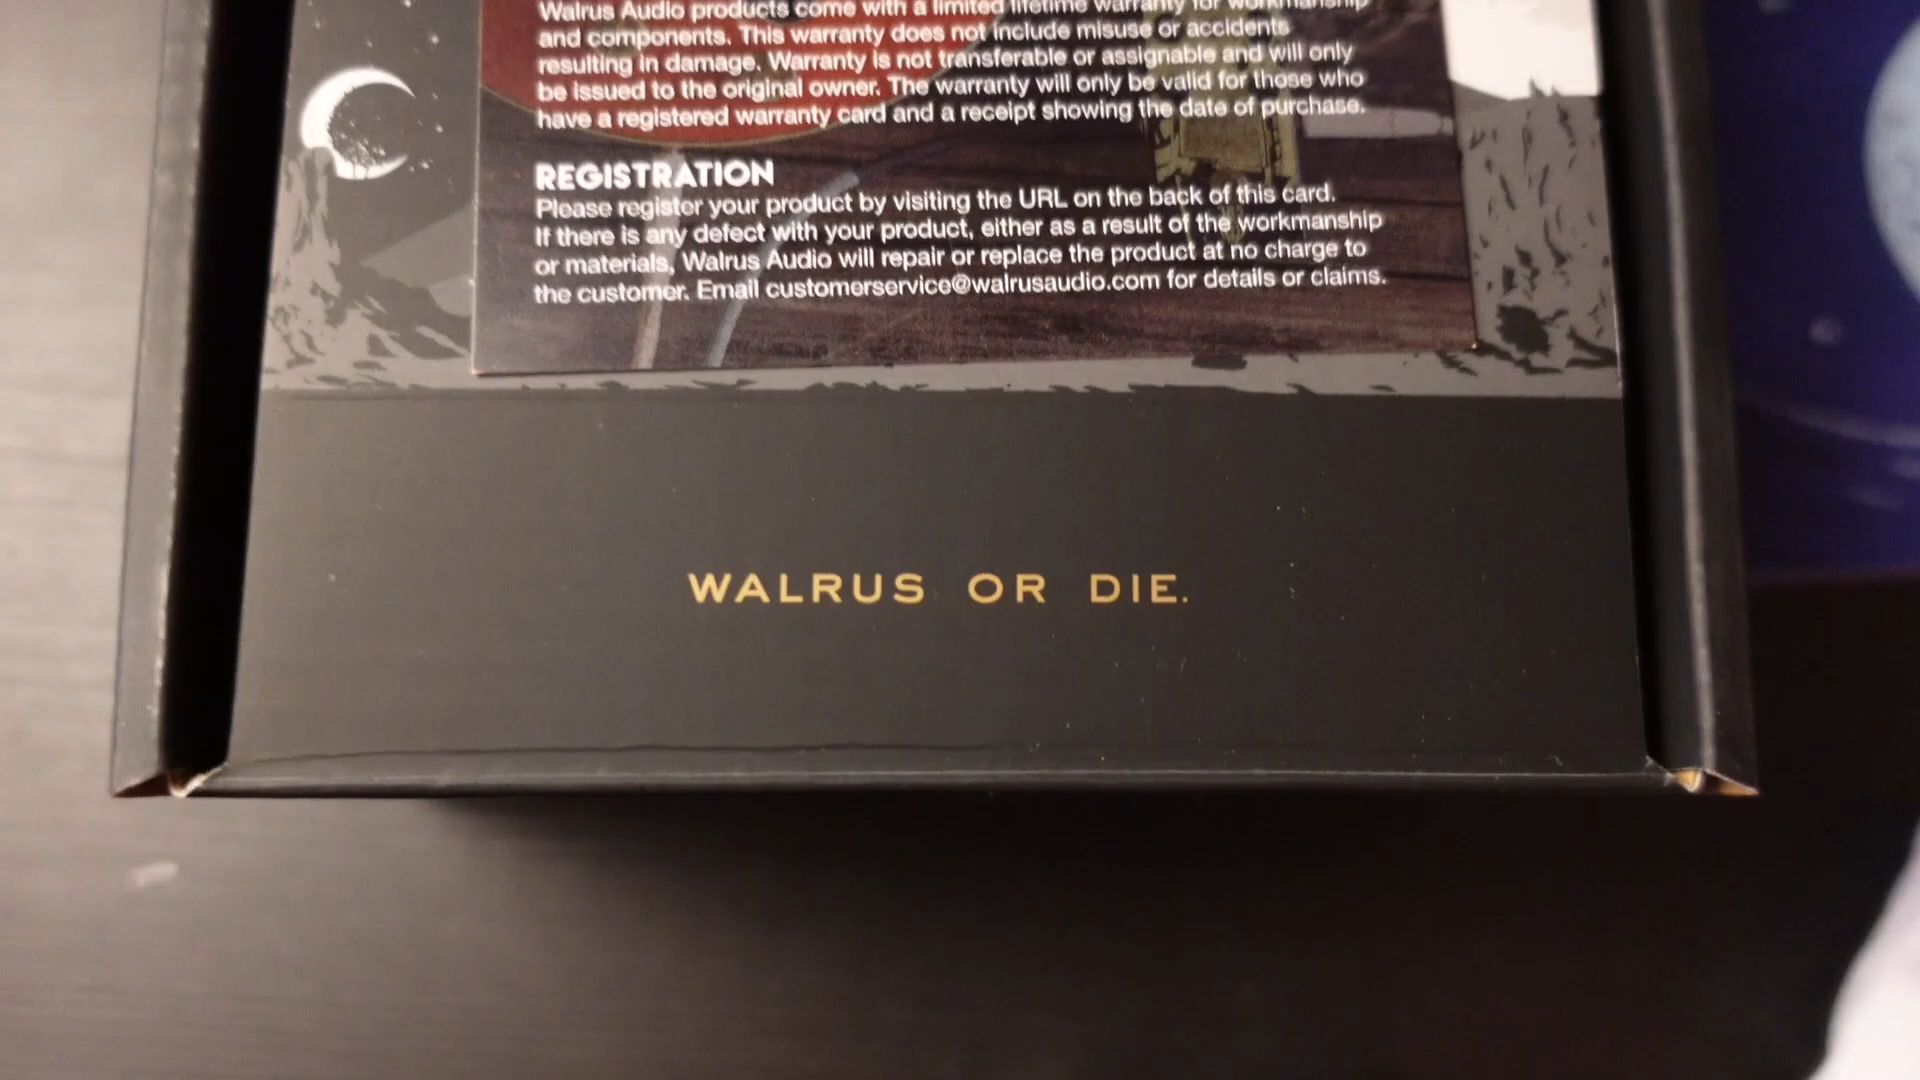 Walrus Audio products come with a limited lifetime warranty for workmanship
and components. This warranty does not include misuse or accidents
resulting in damage. Warranty is not transferable or assignable and will only
be issued to the original owner. The warranty will only be valid for those who
have a registered warranty card and a receipt showing the date of purchase.
REGISTRATION
Please register your product by visiting the URL on the back of this card.
If there is any defect with your product, either as a result of the workmanship
or materials, Walrus Audio will repair or replace the product at no charge to
the customer. Email customerservice@walrusaudio.com for details or claims.
WALRUS OR DIE.